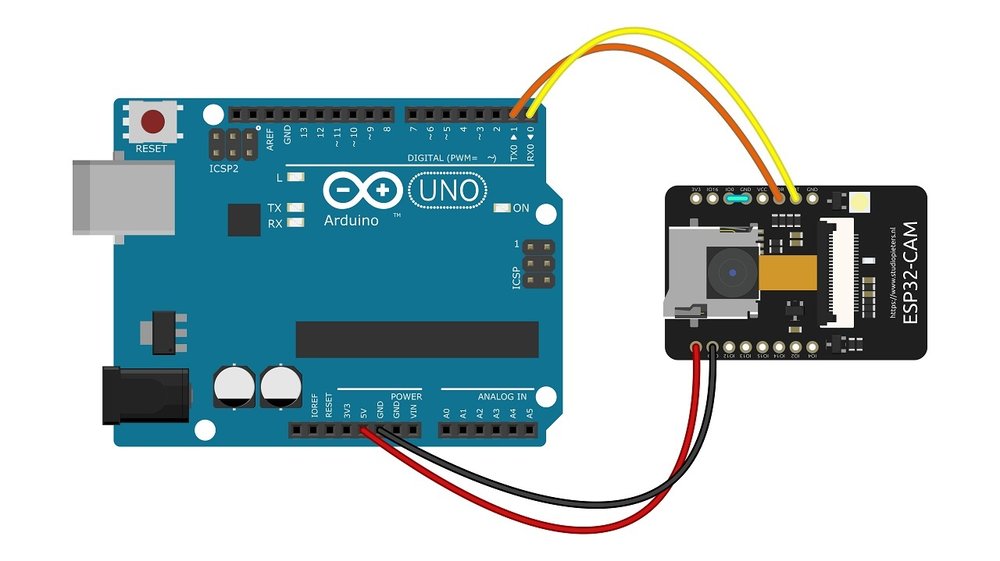 RESET
ICSP2
AREF
GND
13
12
~11
~10
~9
8
7
~6
~5
4
~3
2
TX0 ▶ 1
RX0 ◀ 0
DIGITAL (PWM= ~)
L
TX
RX
Arduino
™
UNO
ON
1
ICSP
POWER
ANALOG IN
IOREF
RESET
3V3
5V
GND
GND
VIN
A0
A1
A2
A3
A4
A5
3V3
IO16
IO0
GND
VCC
GND
https://www.studiopieters.nl
ESP32-CAM
IO12
IO13
IO15
IO14
IO2
IO4